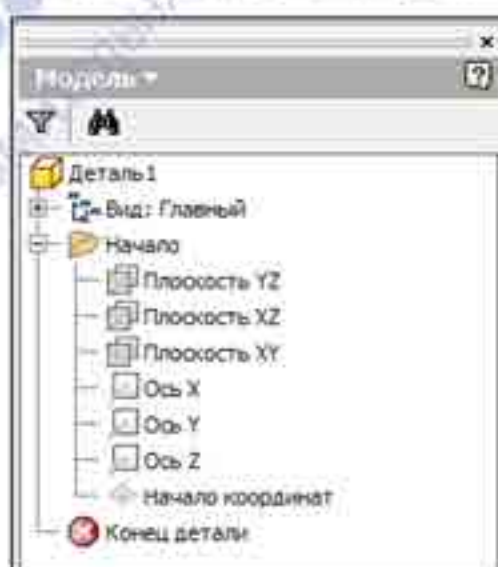 Модель
Деталь1
Вид: Главный
Начало
Плоскость YZ
Плоскость XZ
Плоскость XY
Ось X
Ось Y
Ось Z
Начало координат
Конец детали